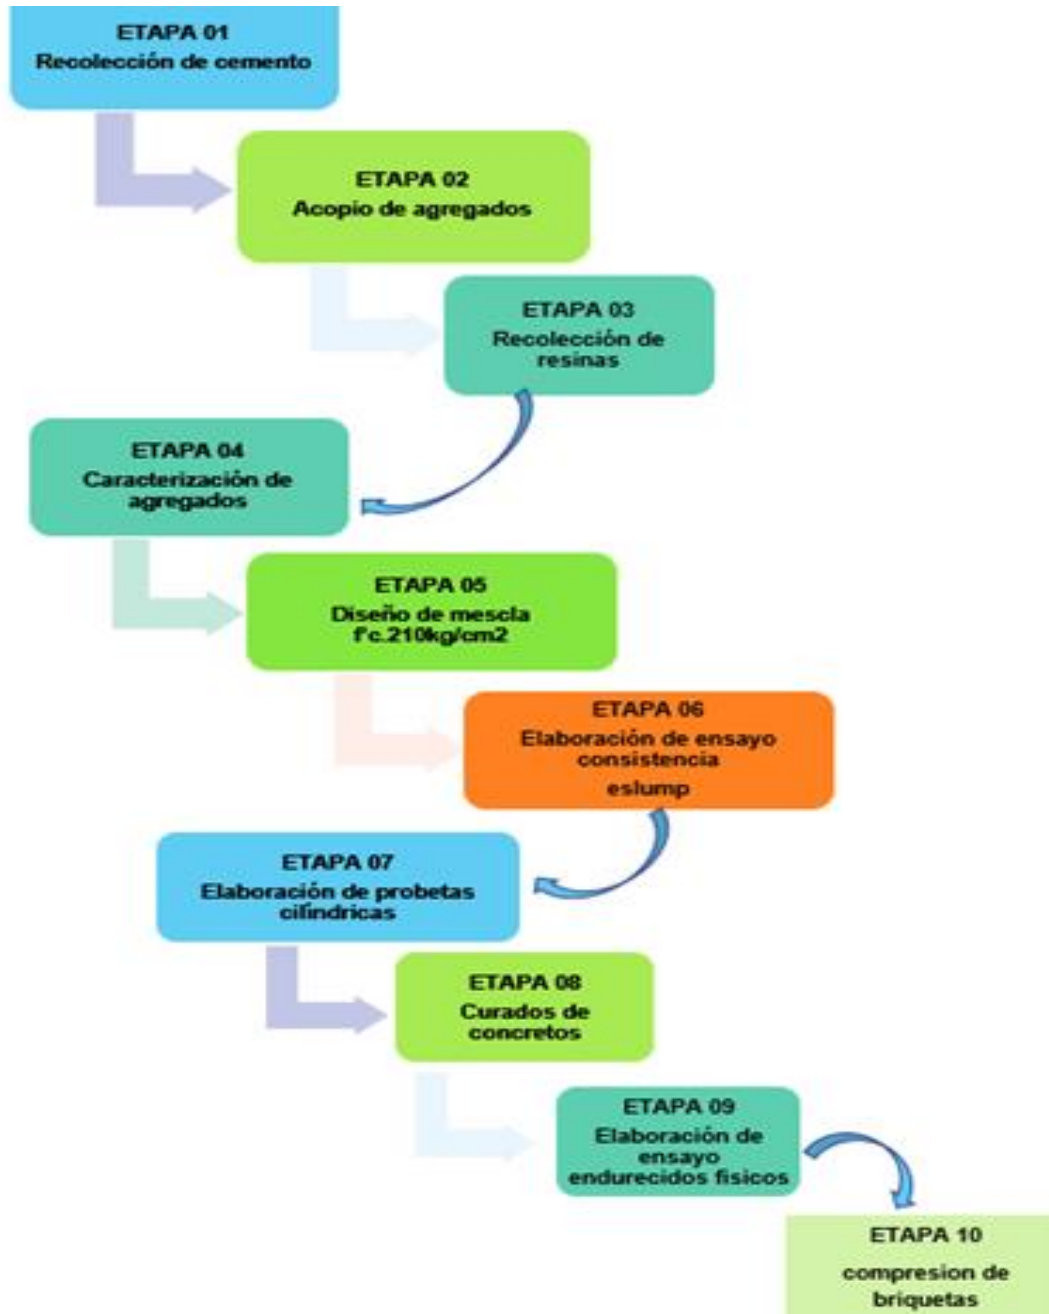 ETAPA 01
Recolección de cemento
ETAPA 02
Acopio de agregados
ETAPA 03
Recolección de
resinas
ETAPA 04
Caracterización de
agregados
ETAPA 05
Diseño de mescla
f'c.210kg/cm2
ETAPA 06
Elaboración de ensayo
consistencia
eslump
ETAPA 07
Elaboración de probetas
cilíndricas
ETAPA 08
Curados de
concretos
ETAPA 09
Elaboración de
ensayo
endurecidos fisicos
ETAPA 10
compresion de
briquetas